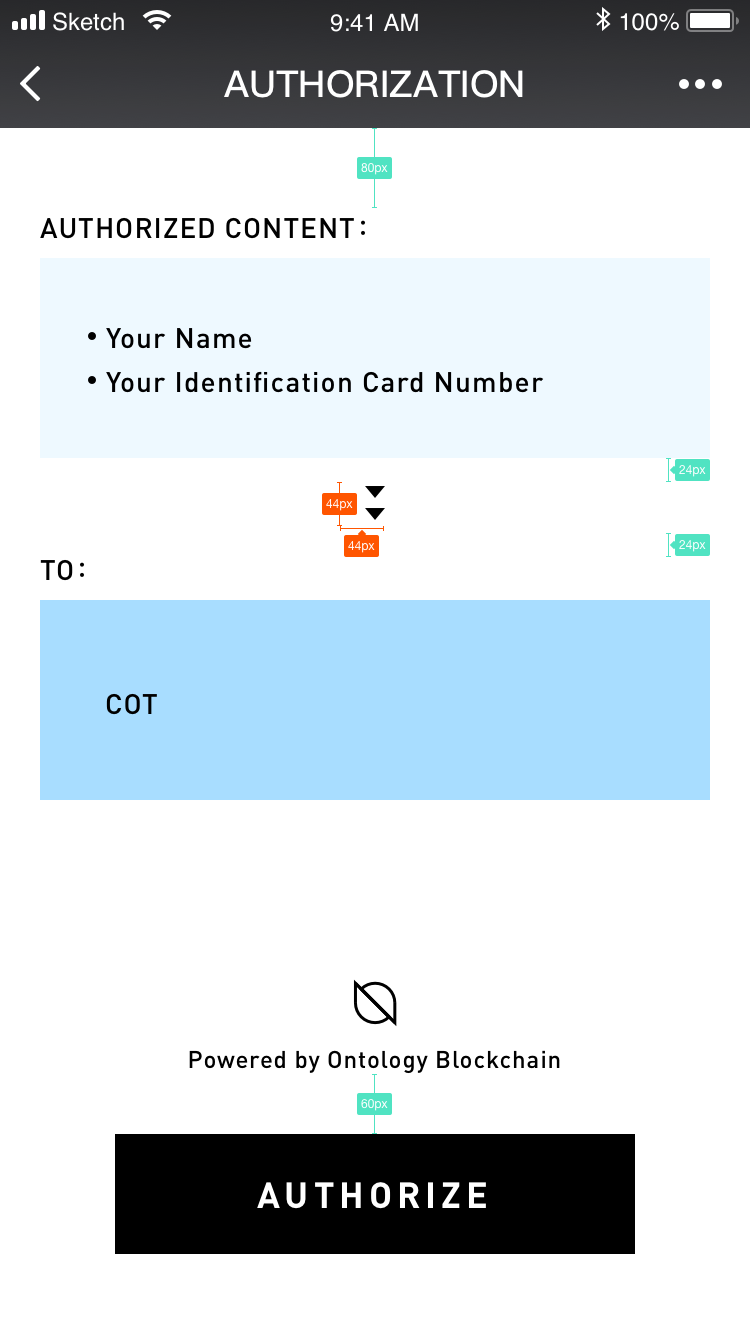 Sketch 9:41 AM 100%
AUTHORIZATION
80px
AUTHORIZED CONTENT:
• Your Name
• Your Identification Card Number
24px
44px
44px
24px
TO:
COT
Powered by Ontology Blockchain
60px
AUTHORIZE